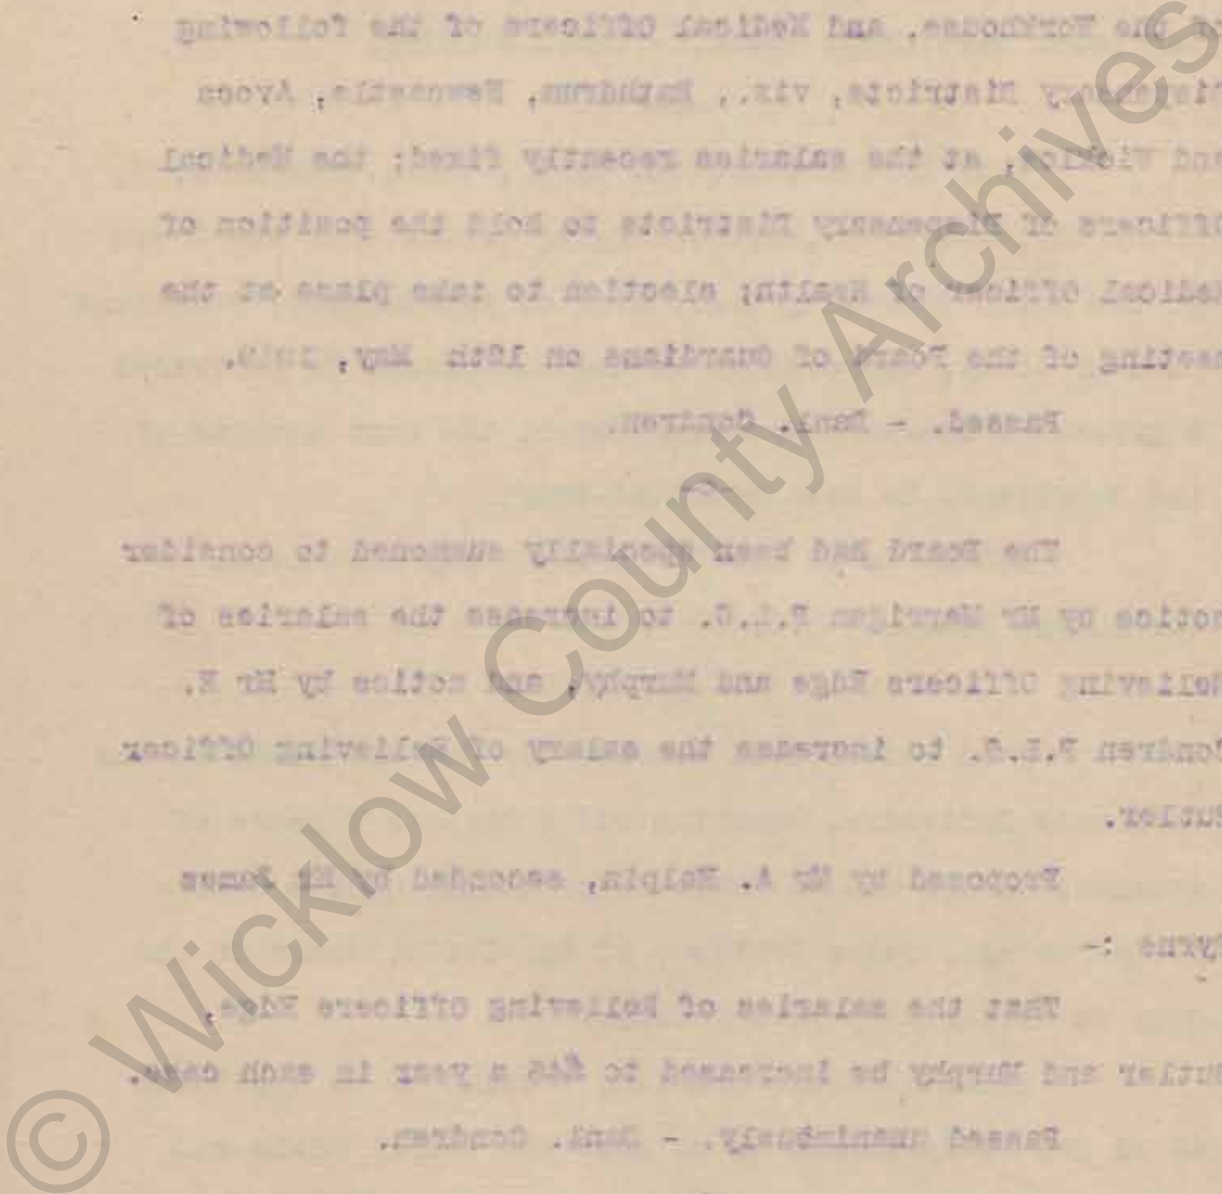 of the Workhouse, and Medical Officers of the following
Dispensary Districts, viz., Rathdrum, Newcastle, Avoca
and Wicklow, at the salaries recently fixed; the Medical
Officers of Dispensary Districts to hold the position of
Medical Officer of Health; election to take place at the
meeting of the Board of Guardians on 18th May, 1919.
Passed. - Danl. Condren.
The Board had been specially summoned to consider
notice by Mr Merrigan P.L.G. to increase the salaries of
Relieving Officers Edge and Murphy, and notice by Mr E.
Condren P.L.G. to increase the salary of Relieving Officer
Butler.
Proposed by Mr A. Halpin, seconded by Mr James
Byrne :-
That the salaries of Relieving Officers Edge,
Butler and Murphy be increased to a year in each case.
Passed unanimously. - Danl. Condren.
© Wicklow County Archives